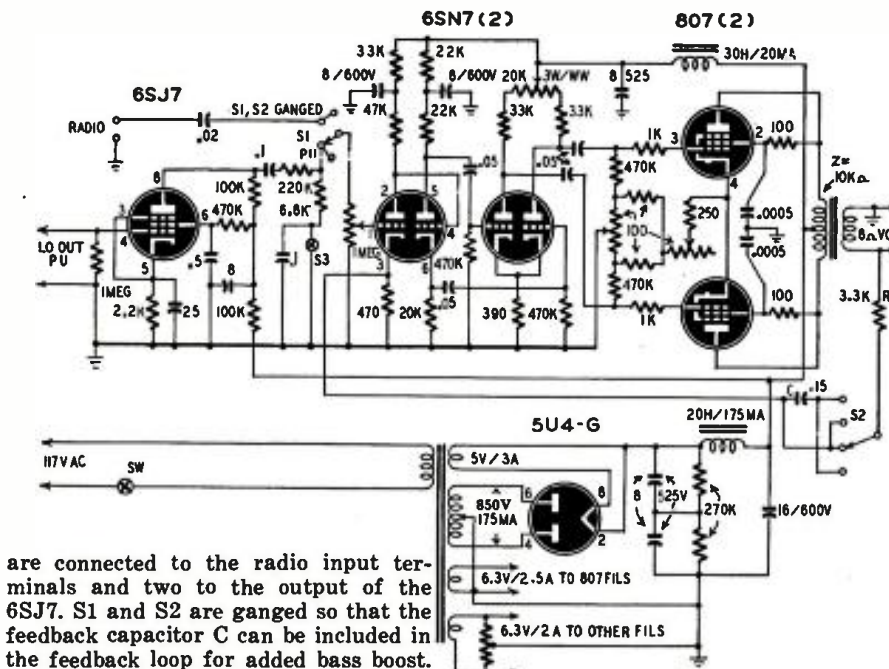 6SN7(2)
807(2)
33K
22K
30H/20MA
8/600V
8/600V
20K
3W/WW
8
525
6SJ7
47K
22K
33K
33K
S1, S2 GANGED
RADIO
.02
S1
.1
.05
.05
1K
3
2
100
470K
4
Z=
8
100K
220K
2
5
470K
6.8K
250
.0005
3
4
6
4
100
.0005
LO OUT
PU
.5
8
S3
3
6
470K
.05
470K
1MEG
5
1MEG
2.2K
25
100K
470
20K
390
470K
1K
100
3.3K
R
C
.15
S2
20H/175MA
5U4-G
117V AC
SW
5V/3A
850V
175MA
6
8
4
2
8
525V
270K
16/600V
6.3V/2.5A TO 807 FILS
6.3V/2A TO OTHER FILS
are connected to the radio input ter-
minals and two to the output of the
6SJ7. S1 and S2 are ganged so that the
feedback capacitor C can be included in
the feedback loop for added bass boost.